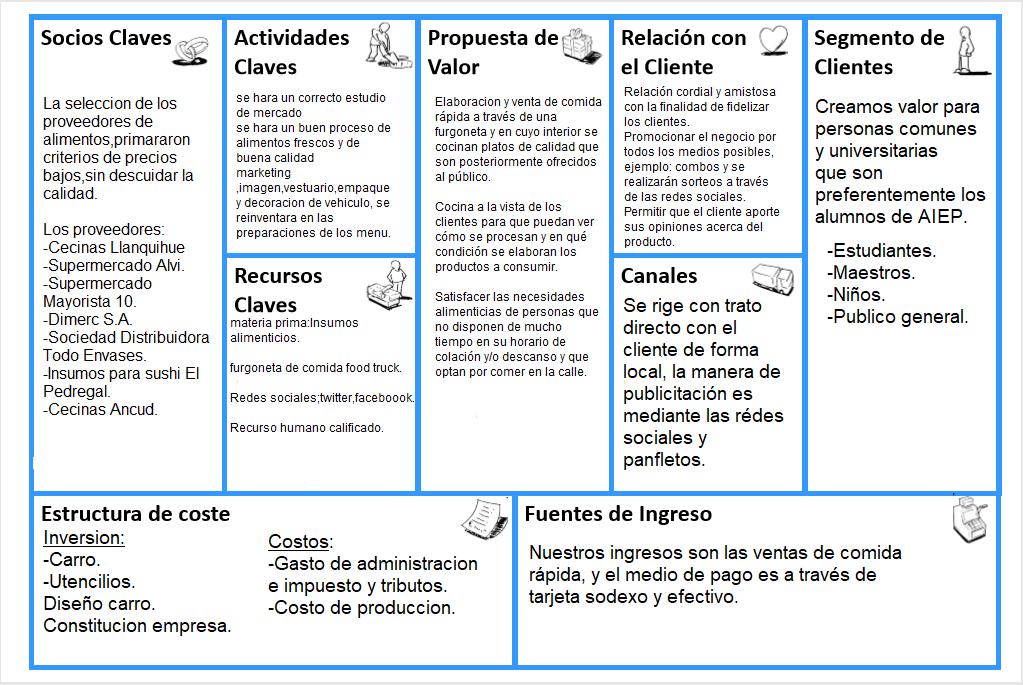 Socios Claves
La seleccion de los
proveedores de
alimentos,primararon
criterios de precios
bajos,sin descuidar la
calidad.
Los proveedores:
-Cecinas Llanquihue
-Supermercado Alvi.
-Supermercado
Mayorista 10.
-Dimerc S.A.
-Sociedad Distribuidora
Todo Envases.
-Insumos para sushi El
Pedregal.
-Cecinas Ancud.
Actividades
Claves
se hara un correcto estudio
de mercado
se hara un buen proceso de
alimentos frescos y de
buena calidad
marketing
,imagen,vestuario,empaque
y decoracion de vehiculo, se
reinventara en las
preparaciones de los menu.
Recursos
Claves
materia prima:Insumos
alimenticios.
furgoneta de comida food truck.
Redes sociales;twitter,faceboook.
Recurso humano calificado.
Propuesta de
Valor
Elaboracion y venta de comida
rápida a través de una
furgoneta y en cuyo interior se
cocinan platos de calidad que
son posteriormente ofrecidos
al público.
Cocina a la vista de los
clientes para que puedan ver
cómo se procesan y en qué
condición se elaboran los
productos a consumir.
Satisfacer las necesidades
alimenticias de personas que
no disponen de mucho
tiempo en su horario de
colación y/o descanso y que
optan por comer en la calle.
Relación con
el Cliente
Relación cordial y amistosa
con la finalidad de fidelizar
los clientes.
Promocionar el negocio por
todos los medios posibles,
ejemplo: combos y se
realizarán sorteos a través
de las redes sociales.
Permitir que el cliente aporte
sus opiniones acerca del
producto.
Canales
Se rige con trato
directo con el
cliente de forma
local, la manera de
publicitación es
mediante las rédes
sociales y
panfletos.
Segmento de
Clientes
Creamos valor para
personas comunes
y universitarias
que son
preferentemente los
alumnos de AIEP.
-Estudiantes.
-Maestros.
-Niños.
-Publico general.
Estructura de coste
Inversion:
-Carro.
-Utencilios.
Diseño carro.
Constitucion empresa.
Costos:
-Gasto de administracion
e impuesto y tributos.
-Costo de produccion.
Fuentes de Ingreso
Nuestros ingresos son las ventas de comida
rápida, y el medio de pago es a través de
tarjeta sodexo y efectivo.